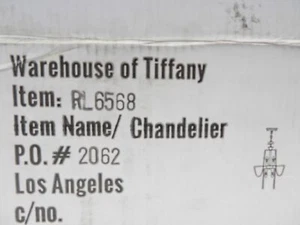 Warehouse of Tiffany
Item: RL6568
Item Name/ Chandelier
P.O. # 2062
Los Angeles
c/no.